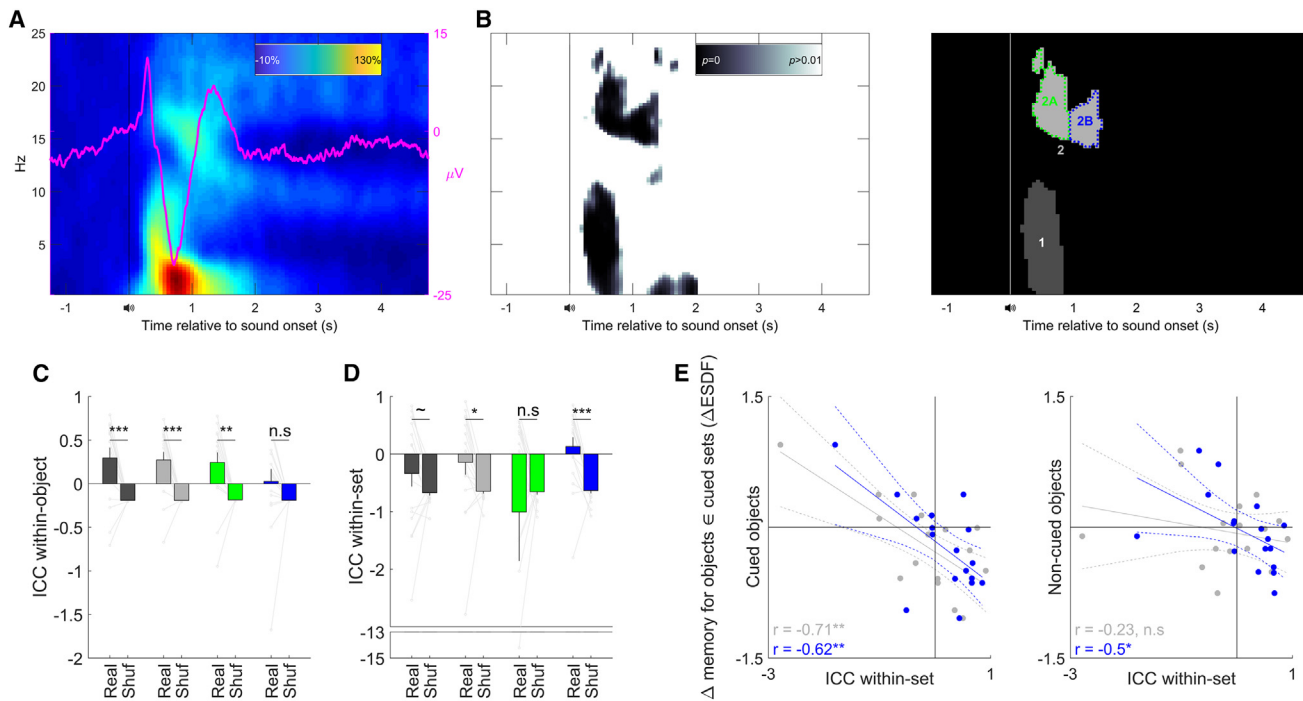 A
B
25
20
15
10
5
Hz
-10%
130%
15
0
μV
-25
-1
1
2
3
4
Time relative to sound onset (s)
p=0
p>0.01
-1
0
1
2
3
4
Time relative to sound onset (s)
2A
2B
2
1
-1
1
2
3
4
Time relative to sound onset (s)
C
ICC within-object
1
0.5
0
-0.5
-1
-1.5
-2
***
***
**
n.s
Real
Shuf
Real
Shuf
Real
Shuf
Real
Shuf
D
ICC within-set
1
0
-1
-2
-13
-15
~
*
n.s
***
Real
Shuf
Real
Shuf
Real
Shuf
Real
Shuf
E
Δ memory for objects ∈ cued sets (ΔESDF)
Cued objects
1.5
-1.5
r = -0.71**
r = -0.62**
-3
1
ICC within-set
Non-cued objects
1.5
-1.5
r = -0.23, n.s
r = -0.5*
-3
1
ICC within-set